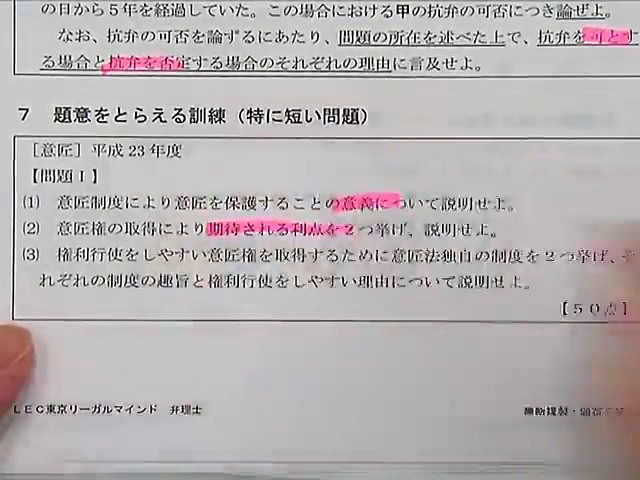 の日から５年を経過していた。この場合における甲の抗弁の可否につき論ぜよ。
なお、抗弁の可否を論ずるにあたり、問題の所在を述べた上で、抗弁を可とす
る場合と抗弁を否定する場合のそれぞれの理由に言及せよ。
７　題意をとらえる訓練（特に短い問題）
［意匠］平成 23 年度
【問題Ⅰ】
(1)　意匠制度により意匠を保護することの意義について説明せよ。
(2)　意匠権の取得により期待される利点を２つ挙げ、説明せよ。
(3)　権利行使をしやすい意匠権を取得するために意匠法独自の制度を２つ挙げ、そ
れぞれの制度の趣旨と権利行使をしやすい理由について説明せよ。
【５０点】
LEC東京リーガルマインド　弁理士
無断複製・頒布